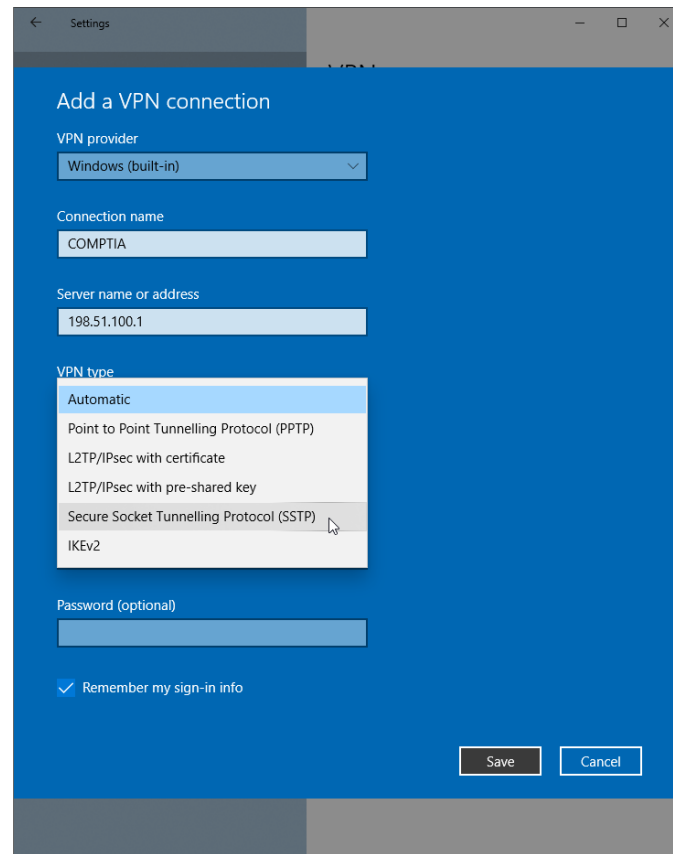 Settings
Add a VPN connection
VPN provider
Windows (built-in)
Connection name
COMPTIA
Server name or address
198.51.100.1
VPN type
Automatic
Point to Point Tunnelling Protocol (PPTP)
L2TP/IPsec with certificate
L2TP/IPsec with pre-shared key
Secure Socket Tunnelling Protocol (SSTP)
IKEv2
Password (optional)
Remember my sign-in info
Save Cancel